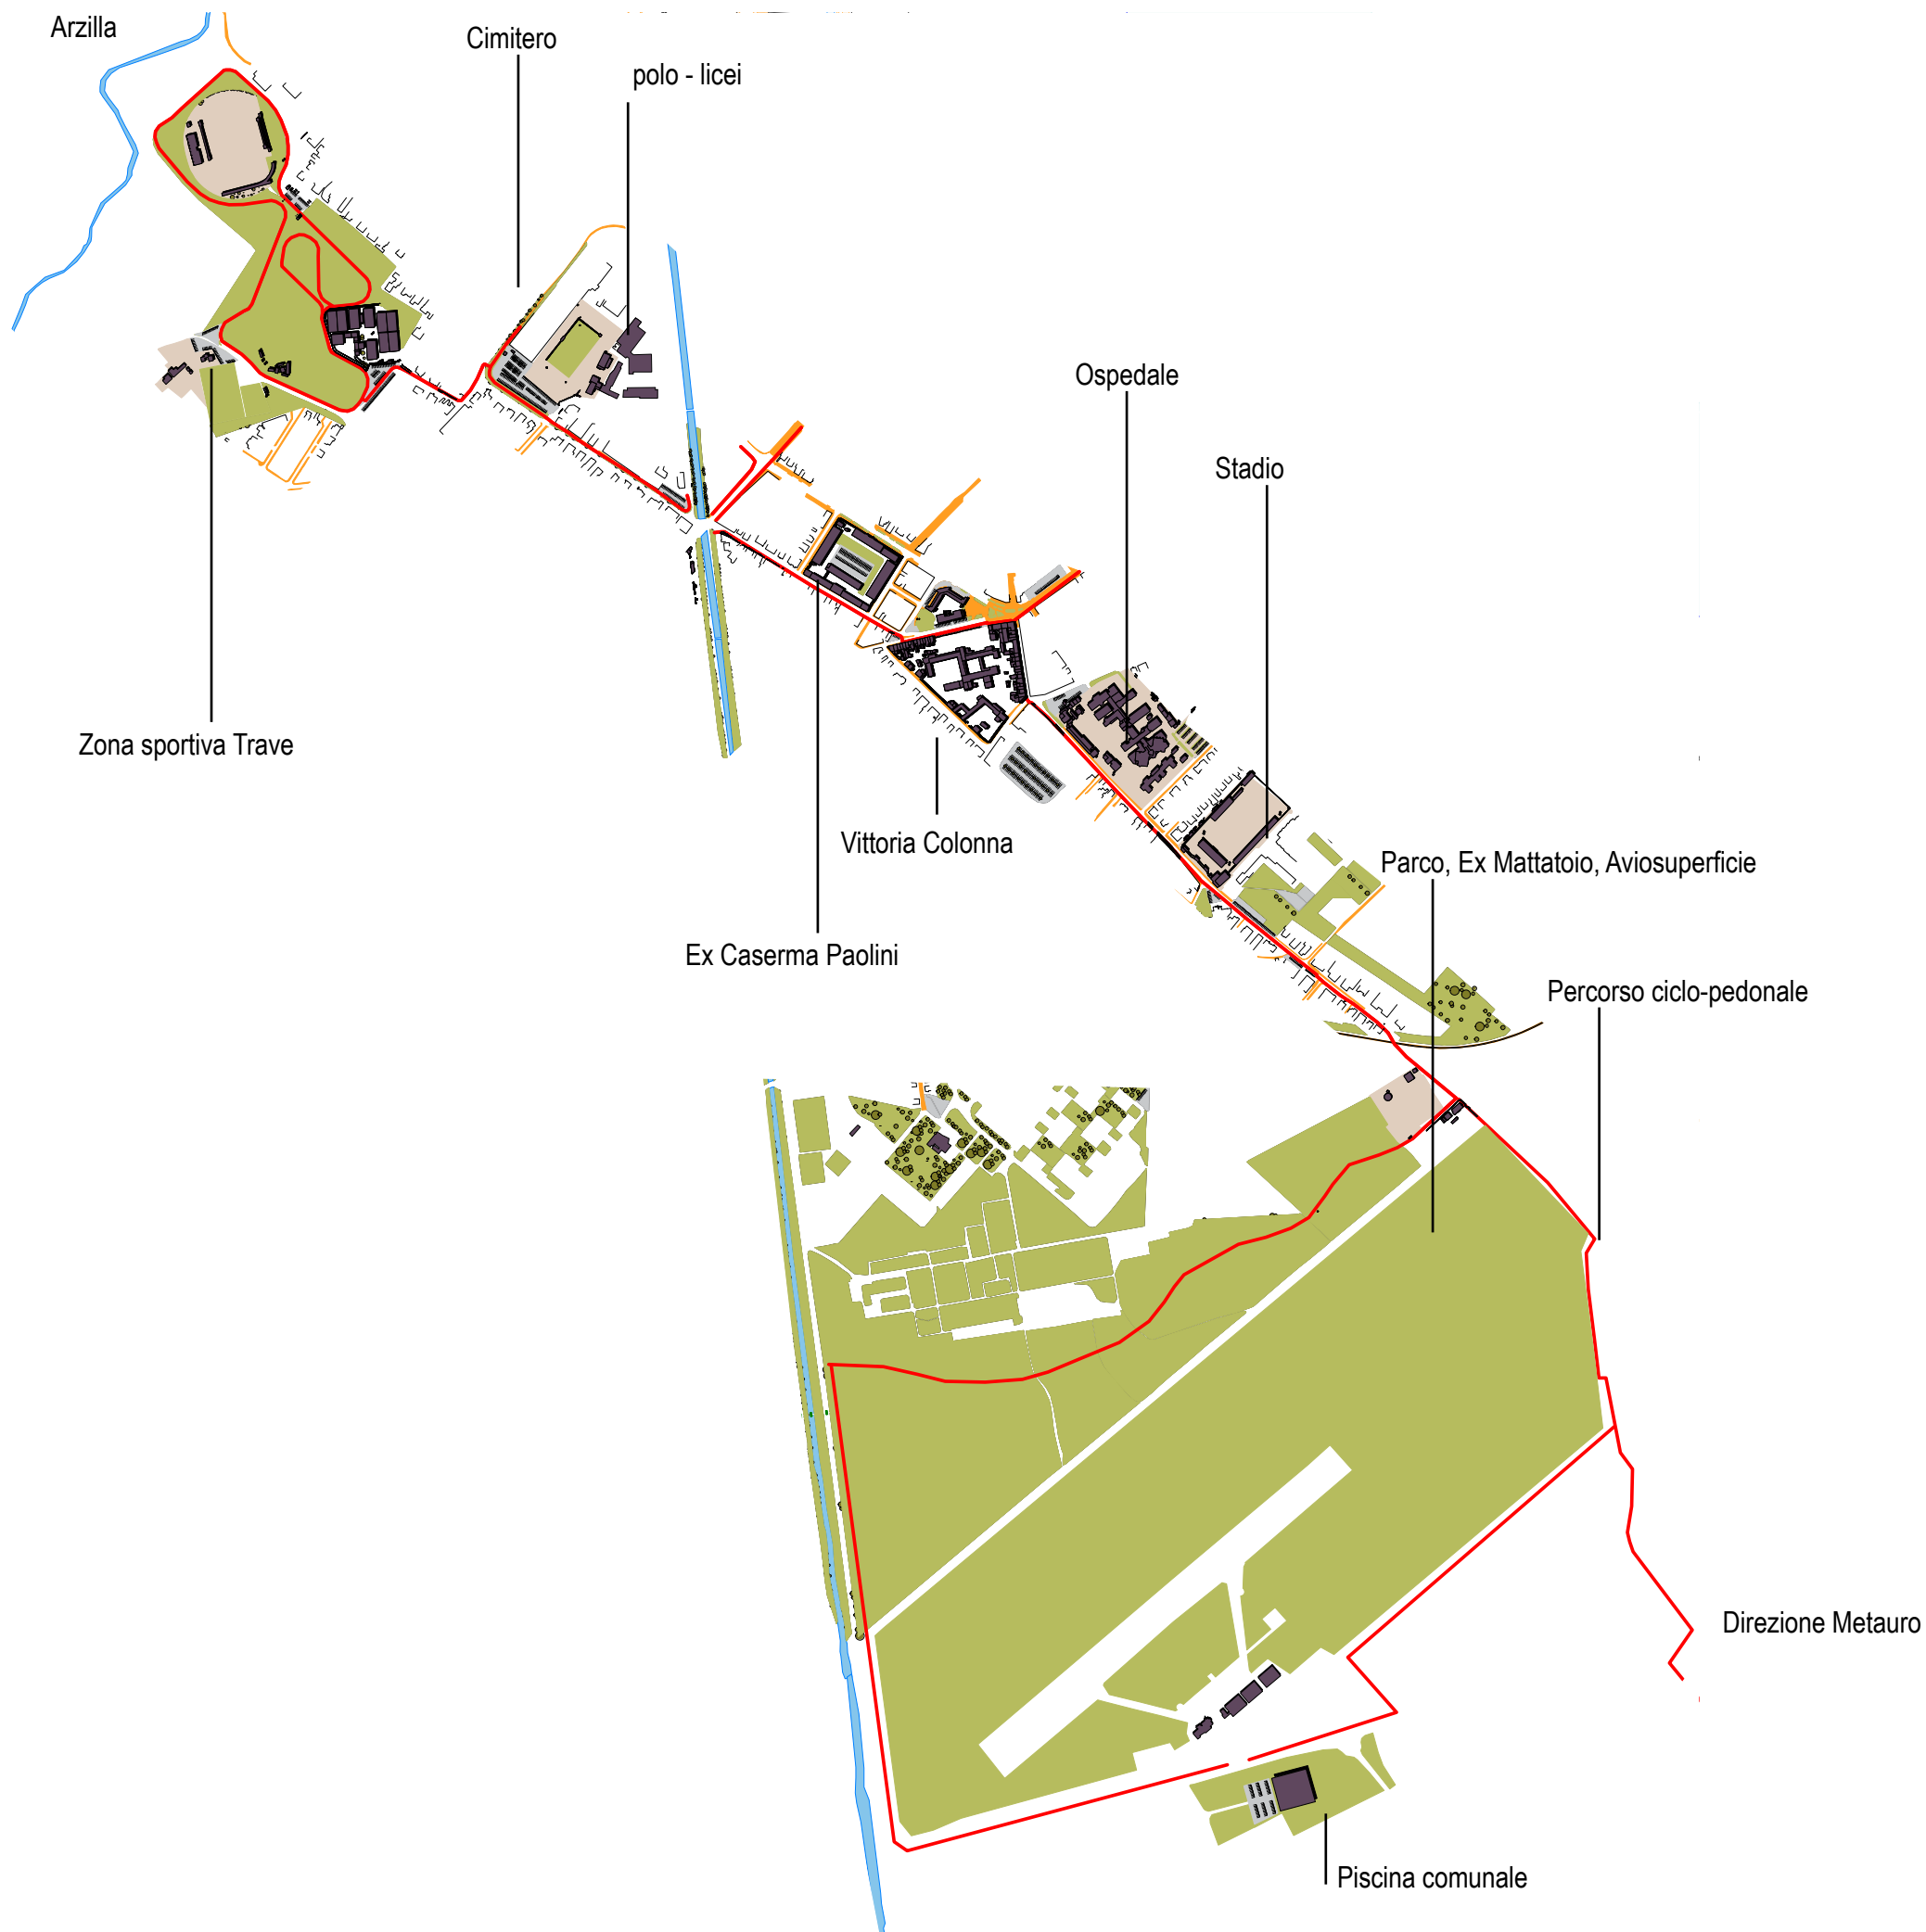 Arzilla
Cimitero
polo - licei
Ospedale
Stadio
Zona sportiva Trave
Vittoria Colonna
Parco, Ex Mattatoio, Aviosuperficie
Ex Caserma Paolini
Percorso ciclo-pedonale
Direzione Metauro
Piscina comunale